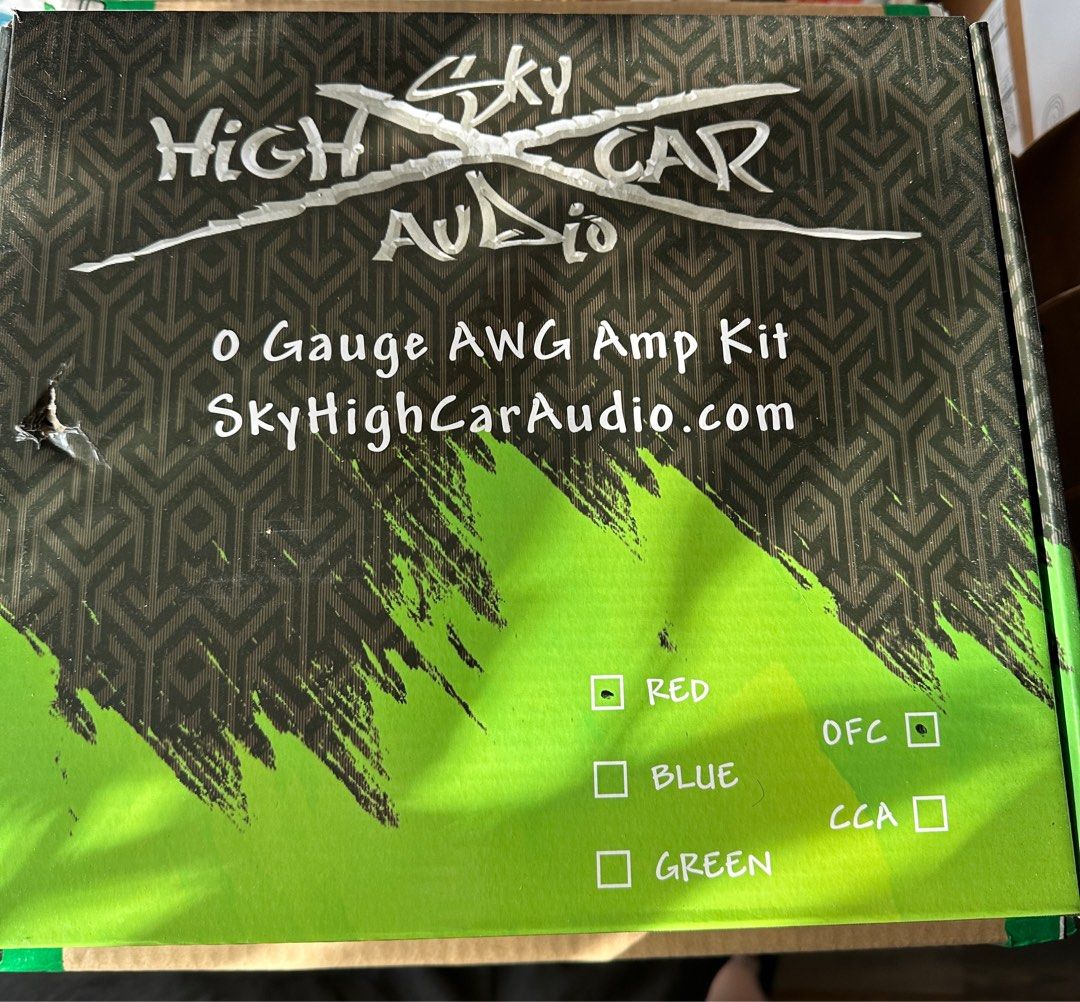 Sky
HiGH CAR
AuDio
0 Gauge AWG Amp Kit
SkyHighCarAudio.com
RED
OFC
BLUE
CCA
GREEN